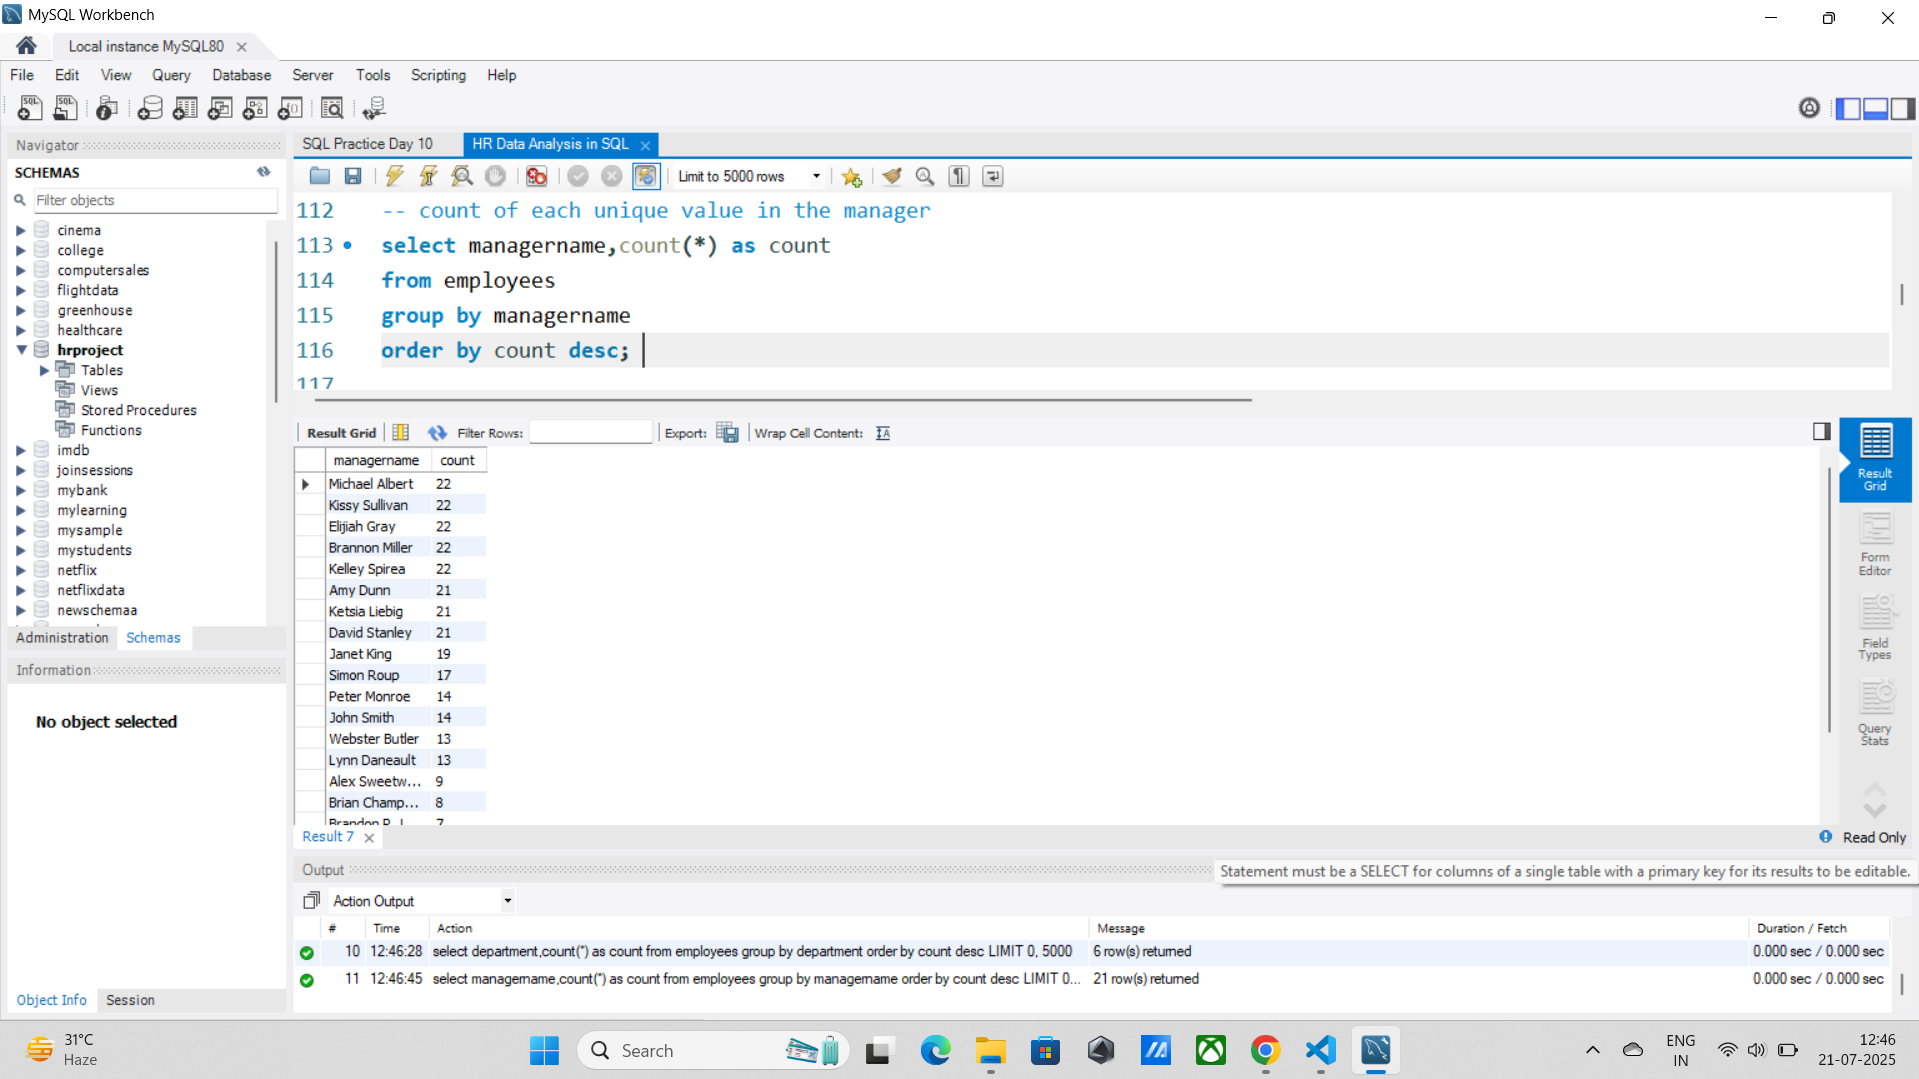 MySQL Workbench
Local instance MySQL80
File Edit View Query Database Server Tools Scripting Help
Navigator
SCHEMAS
Filter objects
cinema
college
computersales
flightdata
greenhouse
healthcare
hrproject
Tables
Views
Stored Procedures
Functions
imdb
joinsessions
mybank
mylearning
mysample
mystudents
netflix
netflixdata
newschemaa
Administration Schemas
Information
No object selected
Object Info Session
SQL Practice Day 10 HR Data Analysis in SQL
Limit to 5000 rows
112 -- count of each unique value in the manager
113 select managername,count(*) as count
114 from employees
115 group by managername
116 order by count desc;
117
Result Grid Filter Rows: Export: Wrap Cell Content:
managername count
Michael Albert 22
Kissy Sullivan 22
Elijiah Gray 22
Brannon Miller 22
Kelley Spirea 22
Amy Dunn 21
Ketsia Liebig 21
David Stanley 21
Janet King 19
Simon Roup 17
Peter Monroe 14
John Smith 14
Webster Butler 13
Lynn Daneault 13
Alex Sweetw... 9
Brian Champ... 8
Brandon R. 7
Result Grid
Form Editor
Field Types
Query Stats
Result 7
Read Only
Output
Statement must be a SELECT for columns of a single table with a primary key for its results to be editable.
Action Output
# Time Action Message Duration / Fetch
10 12:46:28 select department,count(*) as count from employees group by department order by count desc LIMIT 0, 5000 6 row(s) returned 0.000 sec / 0.000 sec
11 12:46:45 select managername,count(*) as count from employees group by managername order by count desc LIMIT 0... 21 row(s) returned 0.000 sec / 0.000 sec
31°C
Haze
Search
ENG
IN
12:46
21-07-2025